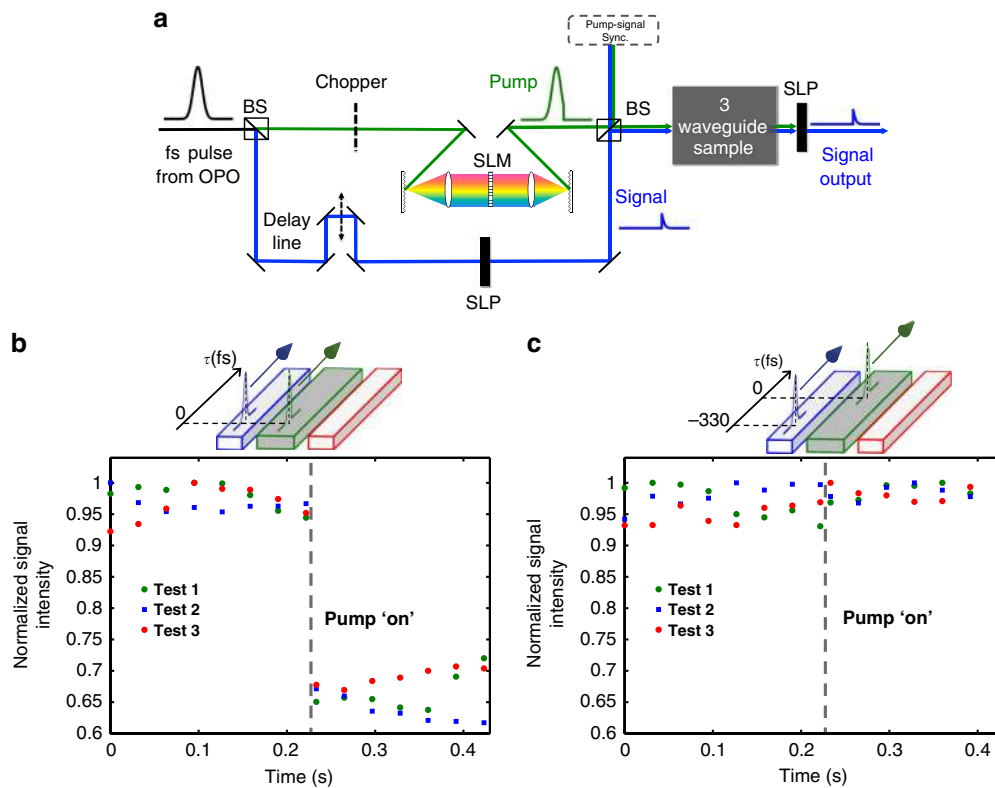 a
Pump-signal
Sync.
Chopper
Pump
BS
BS
SLP
3
waveguide
sample
fs pulse
from OPO
SLM
Signal
output
Signal
Delay
line
SLP
b
τ(fs)
0
1
0.95
0.9
0.85
0.8
0.75
0.7
0.65
0.6
Normalized signal
intensity
Test 1
Test 2
Test 3
Pump ‘on’
0
0.1
0.2
0.3
0.4
Time (s)
c
τ(fs)
0
–330
1
0.95
0.9
0.85
0.8
0.75
0.7
0.65
0.6
Normalized signal
intensity
Test 1
Test 2
Test 3
Pump ‘on’
0
0.1
0.2
0.3
0.4
Time (s)